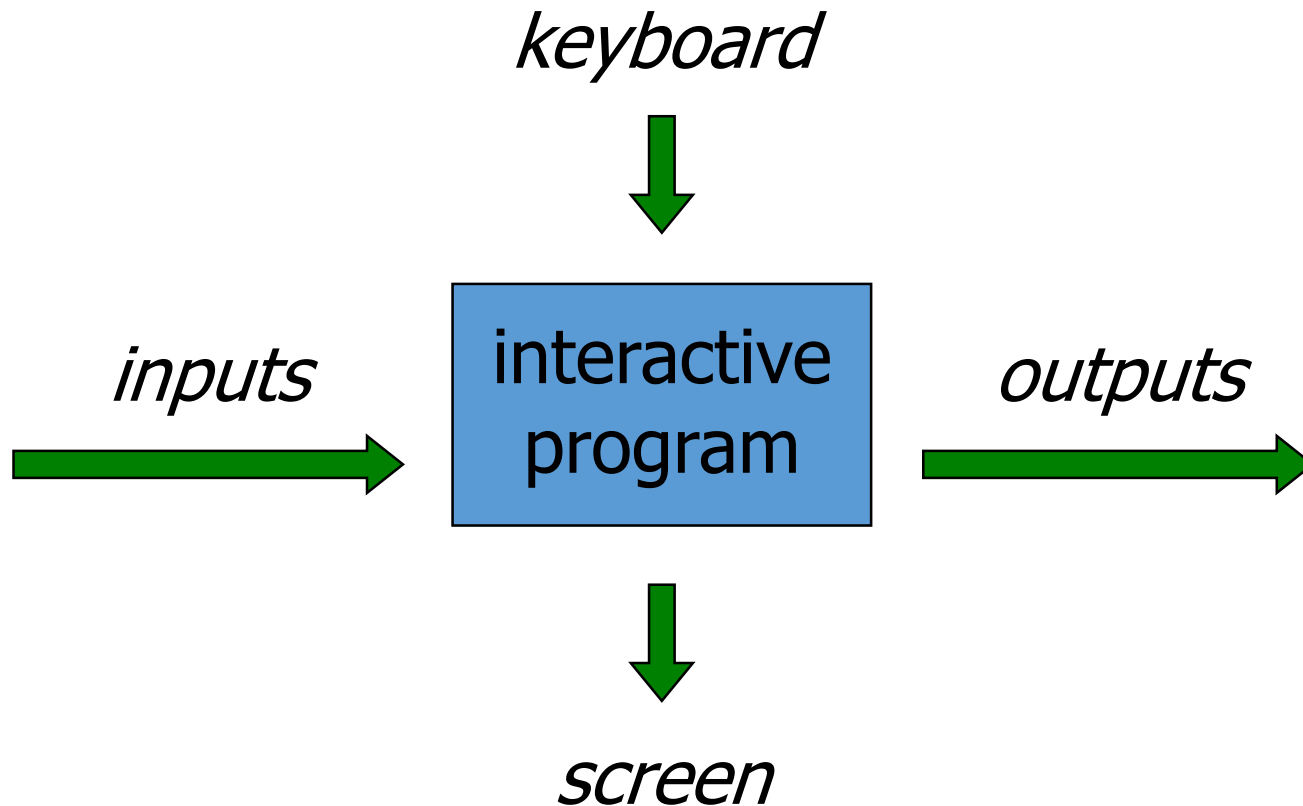 keyboard
inputs
interactive
program
outputs
screen